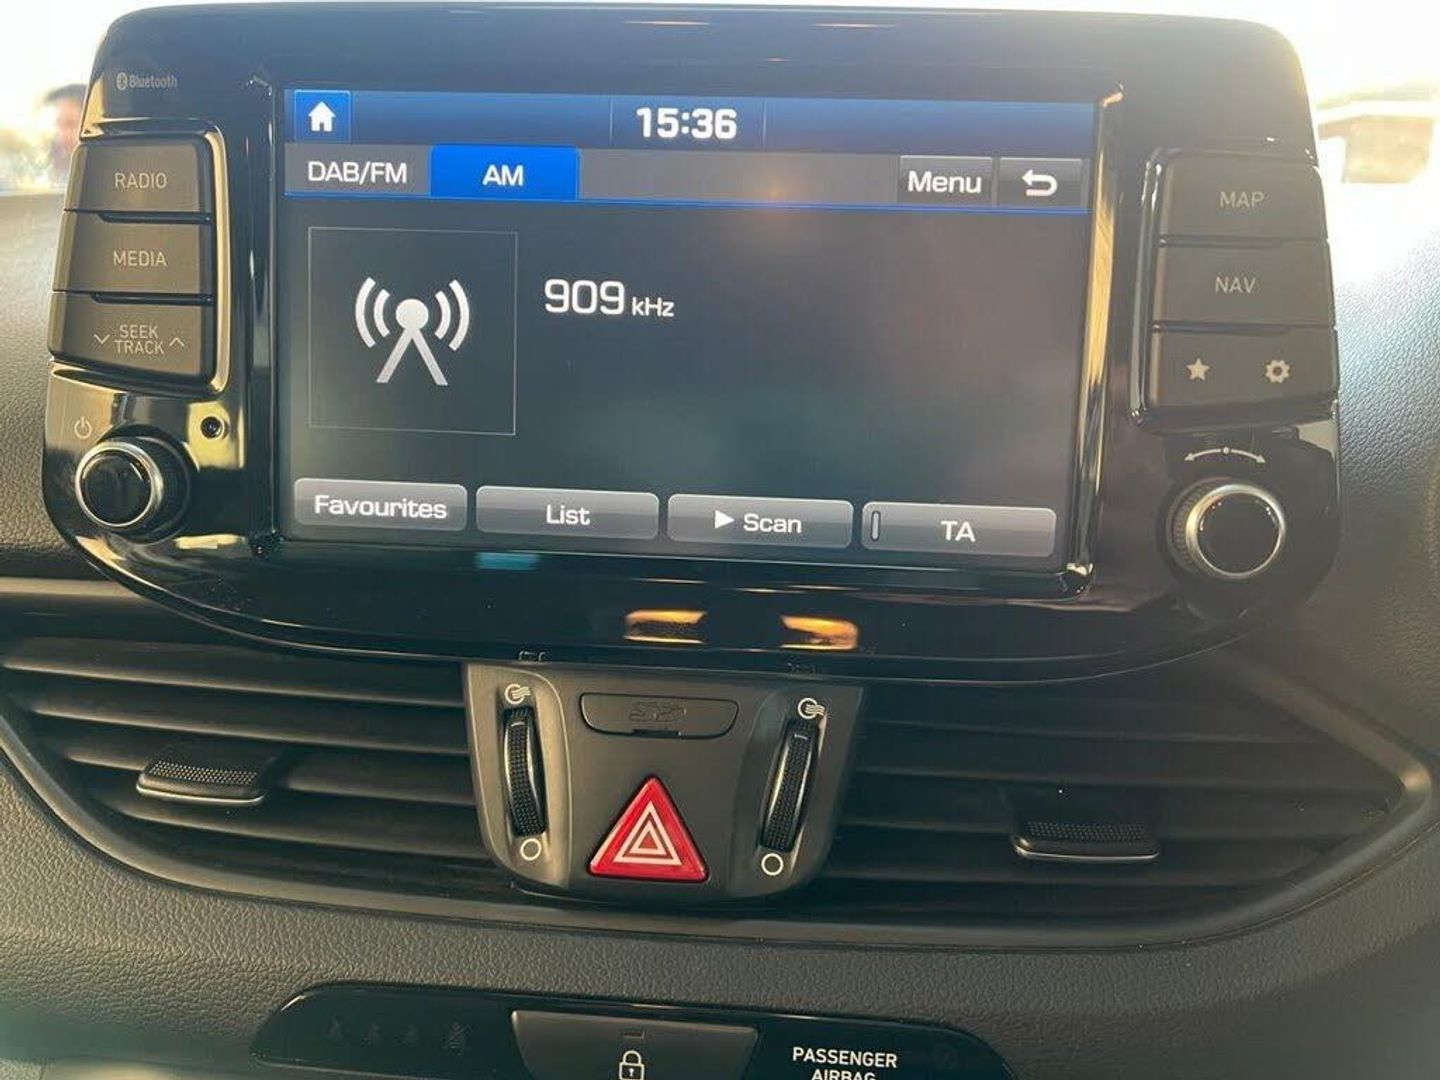 Bluetooth
15:36
DAB/FM AM Menu
RADIO
MEDIA
SEEK
TRACK
909 kHz
MAP
NAV
Favourites List Scan TA
PASSENGER
AIRBAG